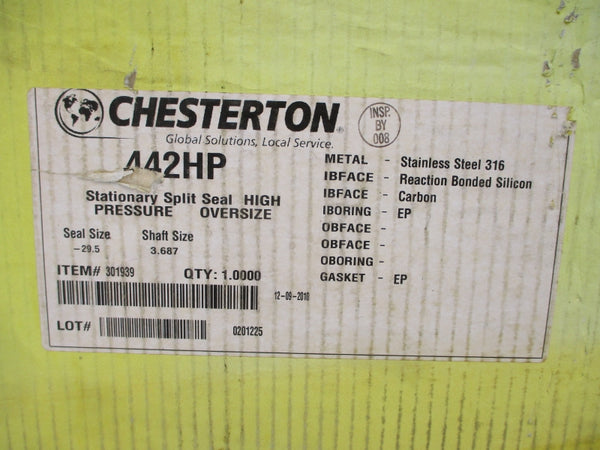 CHESTERTON®
Global Solutions, Local Service.
INSP.
BY
008
442HP
Stationary Split Seal HIGH
PRESSURE OVERSIZE
Seal Size Shaft Size
-29.5 3.687
ITEM# 301939 QTY: 1.0000
12-09-2010
LOT# 0201225
METAL - Stainless Steel 316
IBFACE - Reaction Bonded Silicon
IBFACE - Carbon
IBORING - EP
OBFACE -
OBFACE -
OBORING -
GASKET - EP